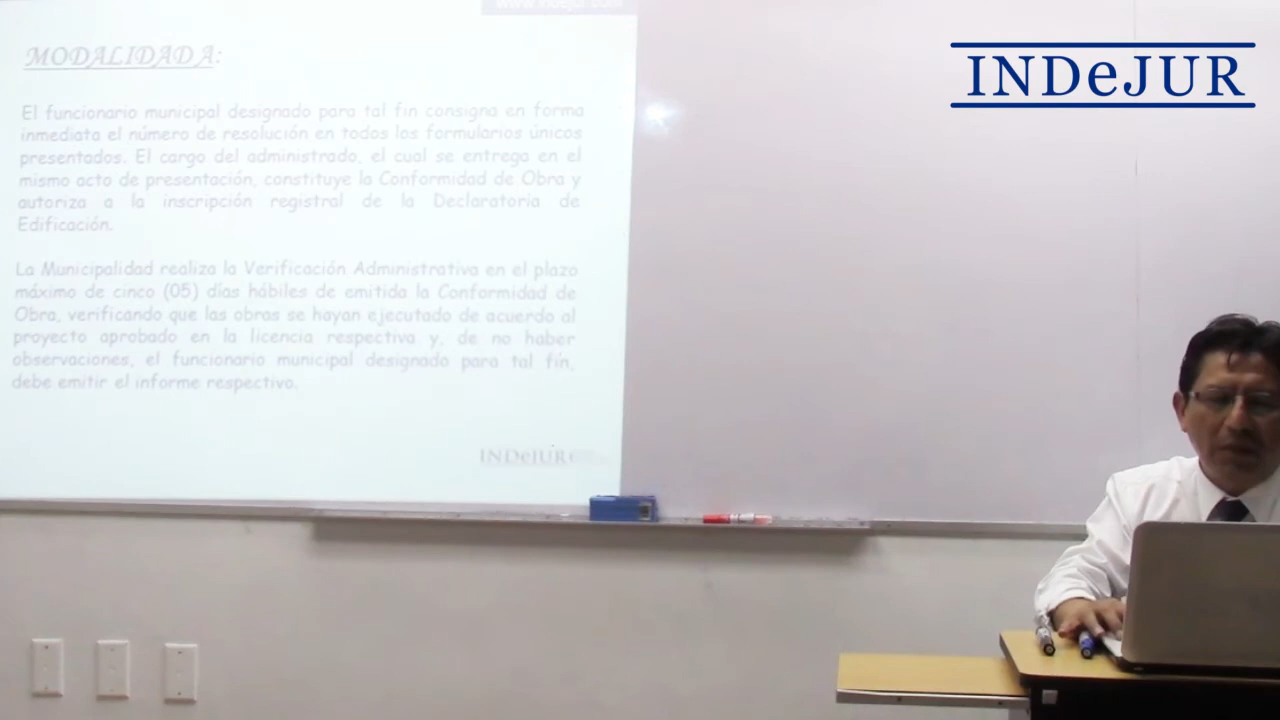 www.indejur.com
INDeJUR
MODALIDAD A:
El funcionario municipal designado para tal fin consigna en forma
inmediata el número de resolución en todos los formularios únicos
presentados. El cargo del administrado, el cual se entrega en el
mismo acto de presentación, constituye la Conformidad de Obra y
autoriza a la inscripción registral de la Declaratoria de
Edificación.
La Municipalidad realiza la Verificación Administrativa en el plazo
máximo de cinco (05) días hábiles de emitida la Conformidad de
Obra, verificando que las obras se hayan ejecutado de acuerdo al
proyecto aprobado en la licencia respectiva y, de no haber
observaciones, el funcionario municipal designado para tal fin,
debe emitir el informe respectivo.
INDeJUR